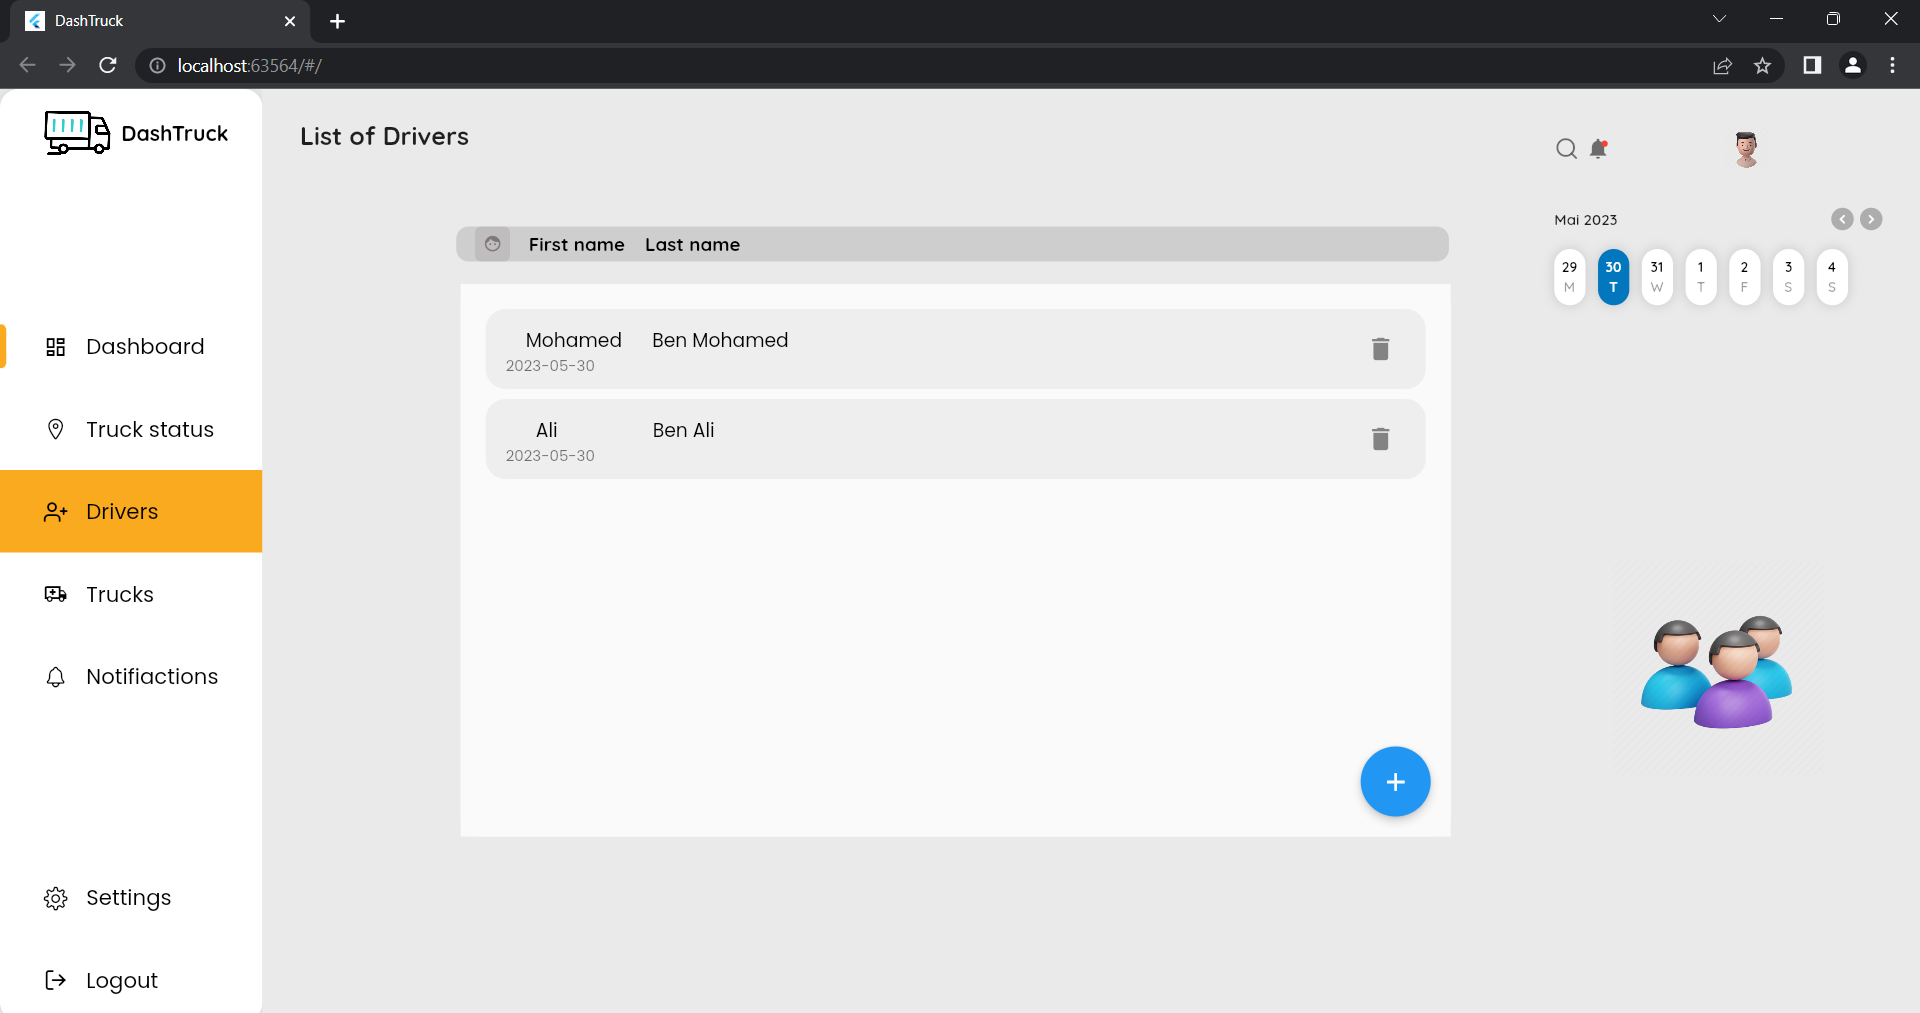 DashTruck
localhost:63564/#/
DashTruck
Dashboard
Truck status
Drivers
Trucks
Notifiactions
Settings
Logout
List of Drivers
First name Last name
Mohamed Ben Mohamed
2023-05-30
Ali Ben Ali
2023-05-30
+
Mai 2023
29 30 31 1 2 3 4
M T W T F S S